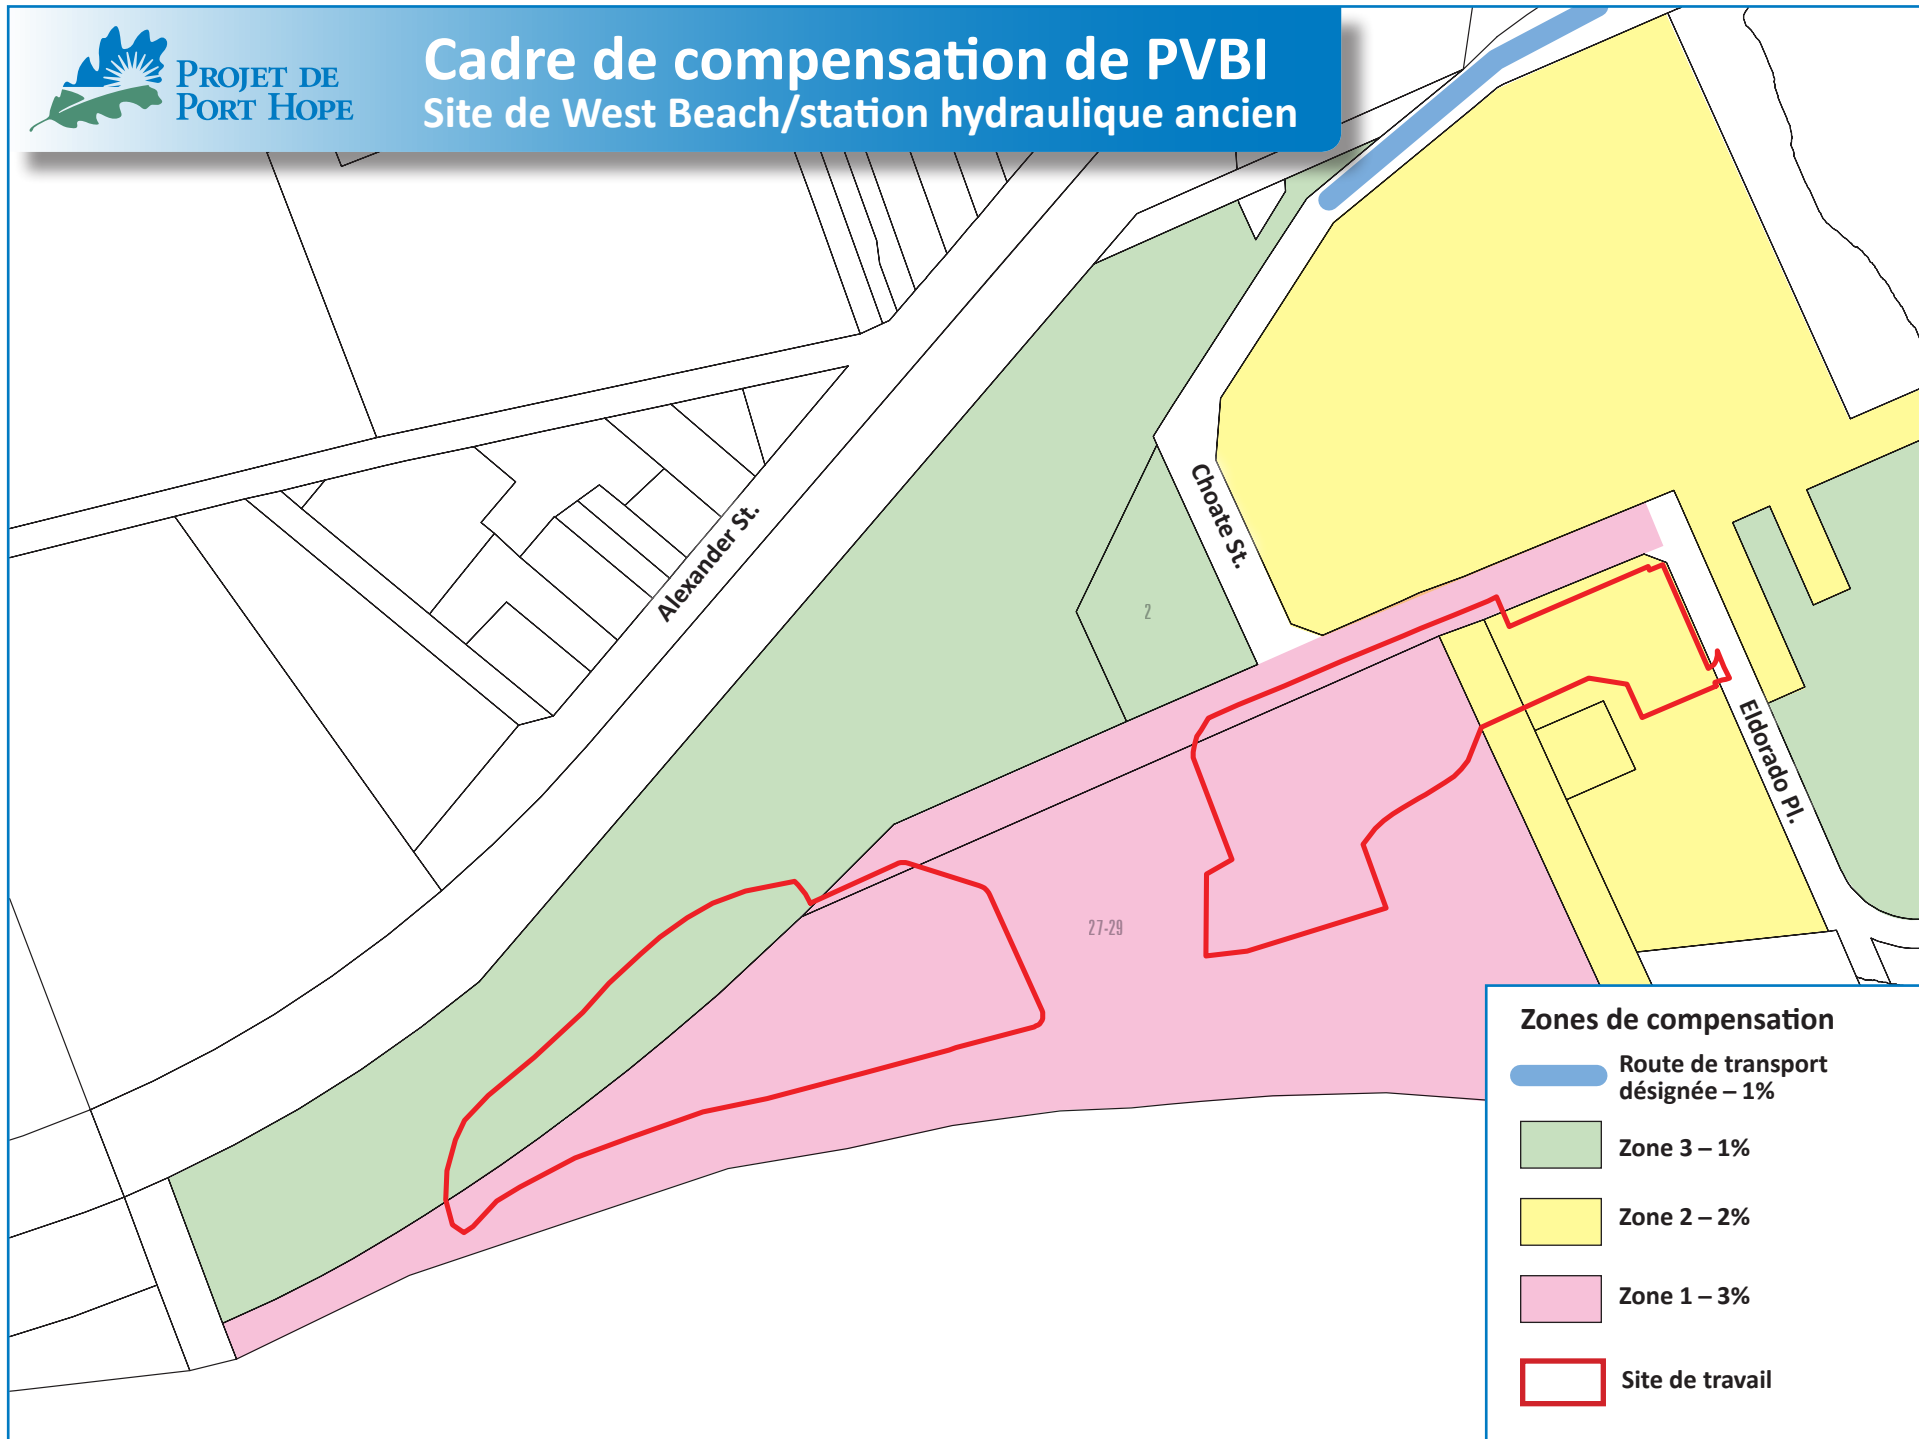 PROJET DE
PORT HOPE
Cadre de compensation de PVBI
Site de West Beach/station hydraulique ancien
Alexander St.
Choate St.
2
Eldorado Pl.
27-29
Zones de compensation
Route de transport
désignée – 1%
Zone 3 – 1%
Zone 2 – 2%
Zone 1 – 3%
Site de travail